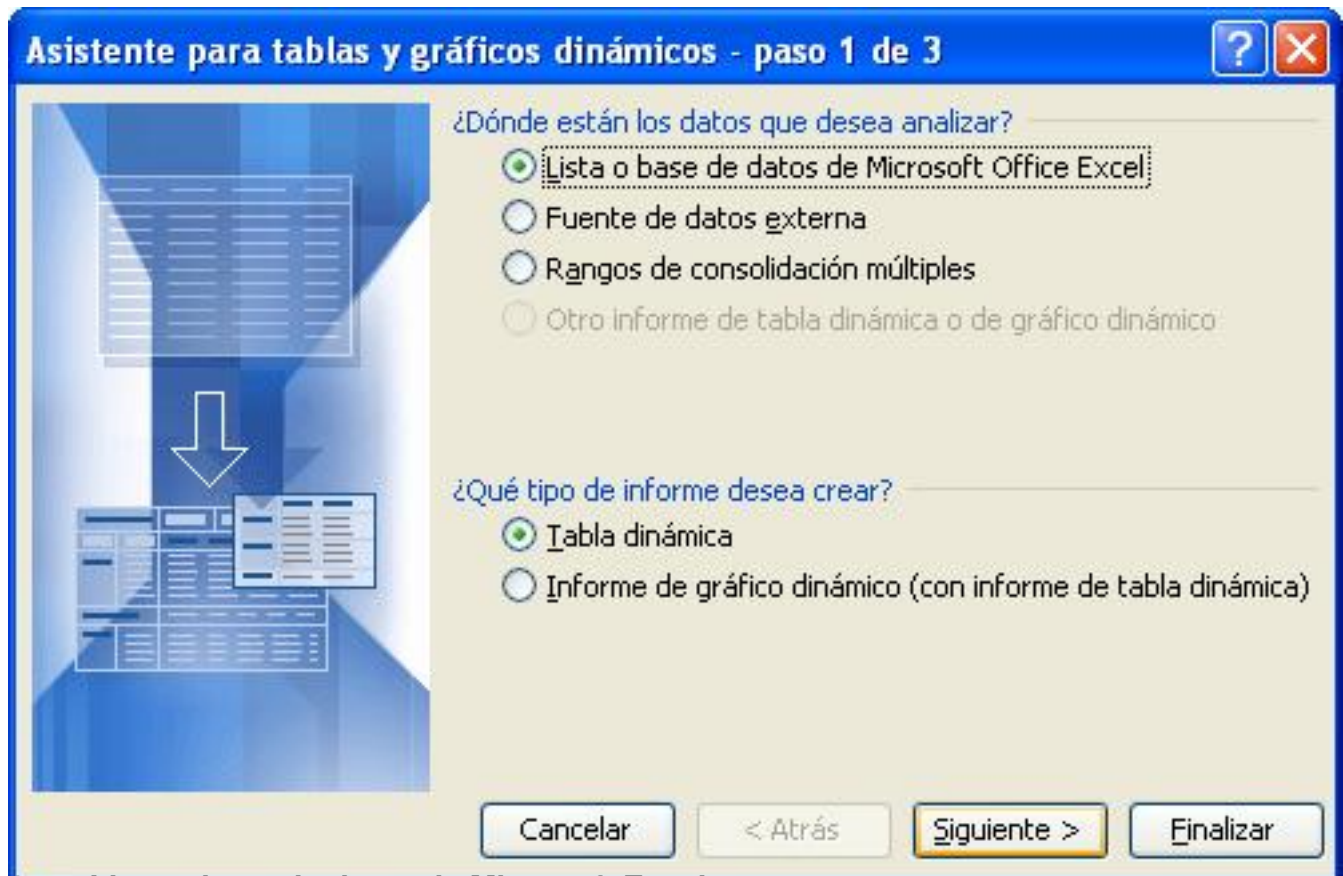 Asistente para tablas y gráficos dinámicos - paso 1 de 3
¿Dónde están los datos que desea analizar?
Lista o base de datos de Microsoft Office Excel
Fuente de datos externa
Rangos de consolidación múltiples
Otro informe de tabla dinámica o de gráfico dinámico
¿Qué tipo de informe desea crear?
Tabla dinámica
Informe de gráfico dinámico (con informe de tabla dinámica)
Cancelar
< Atrás
Siguiente >
Finalizar